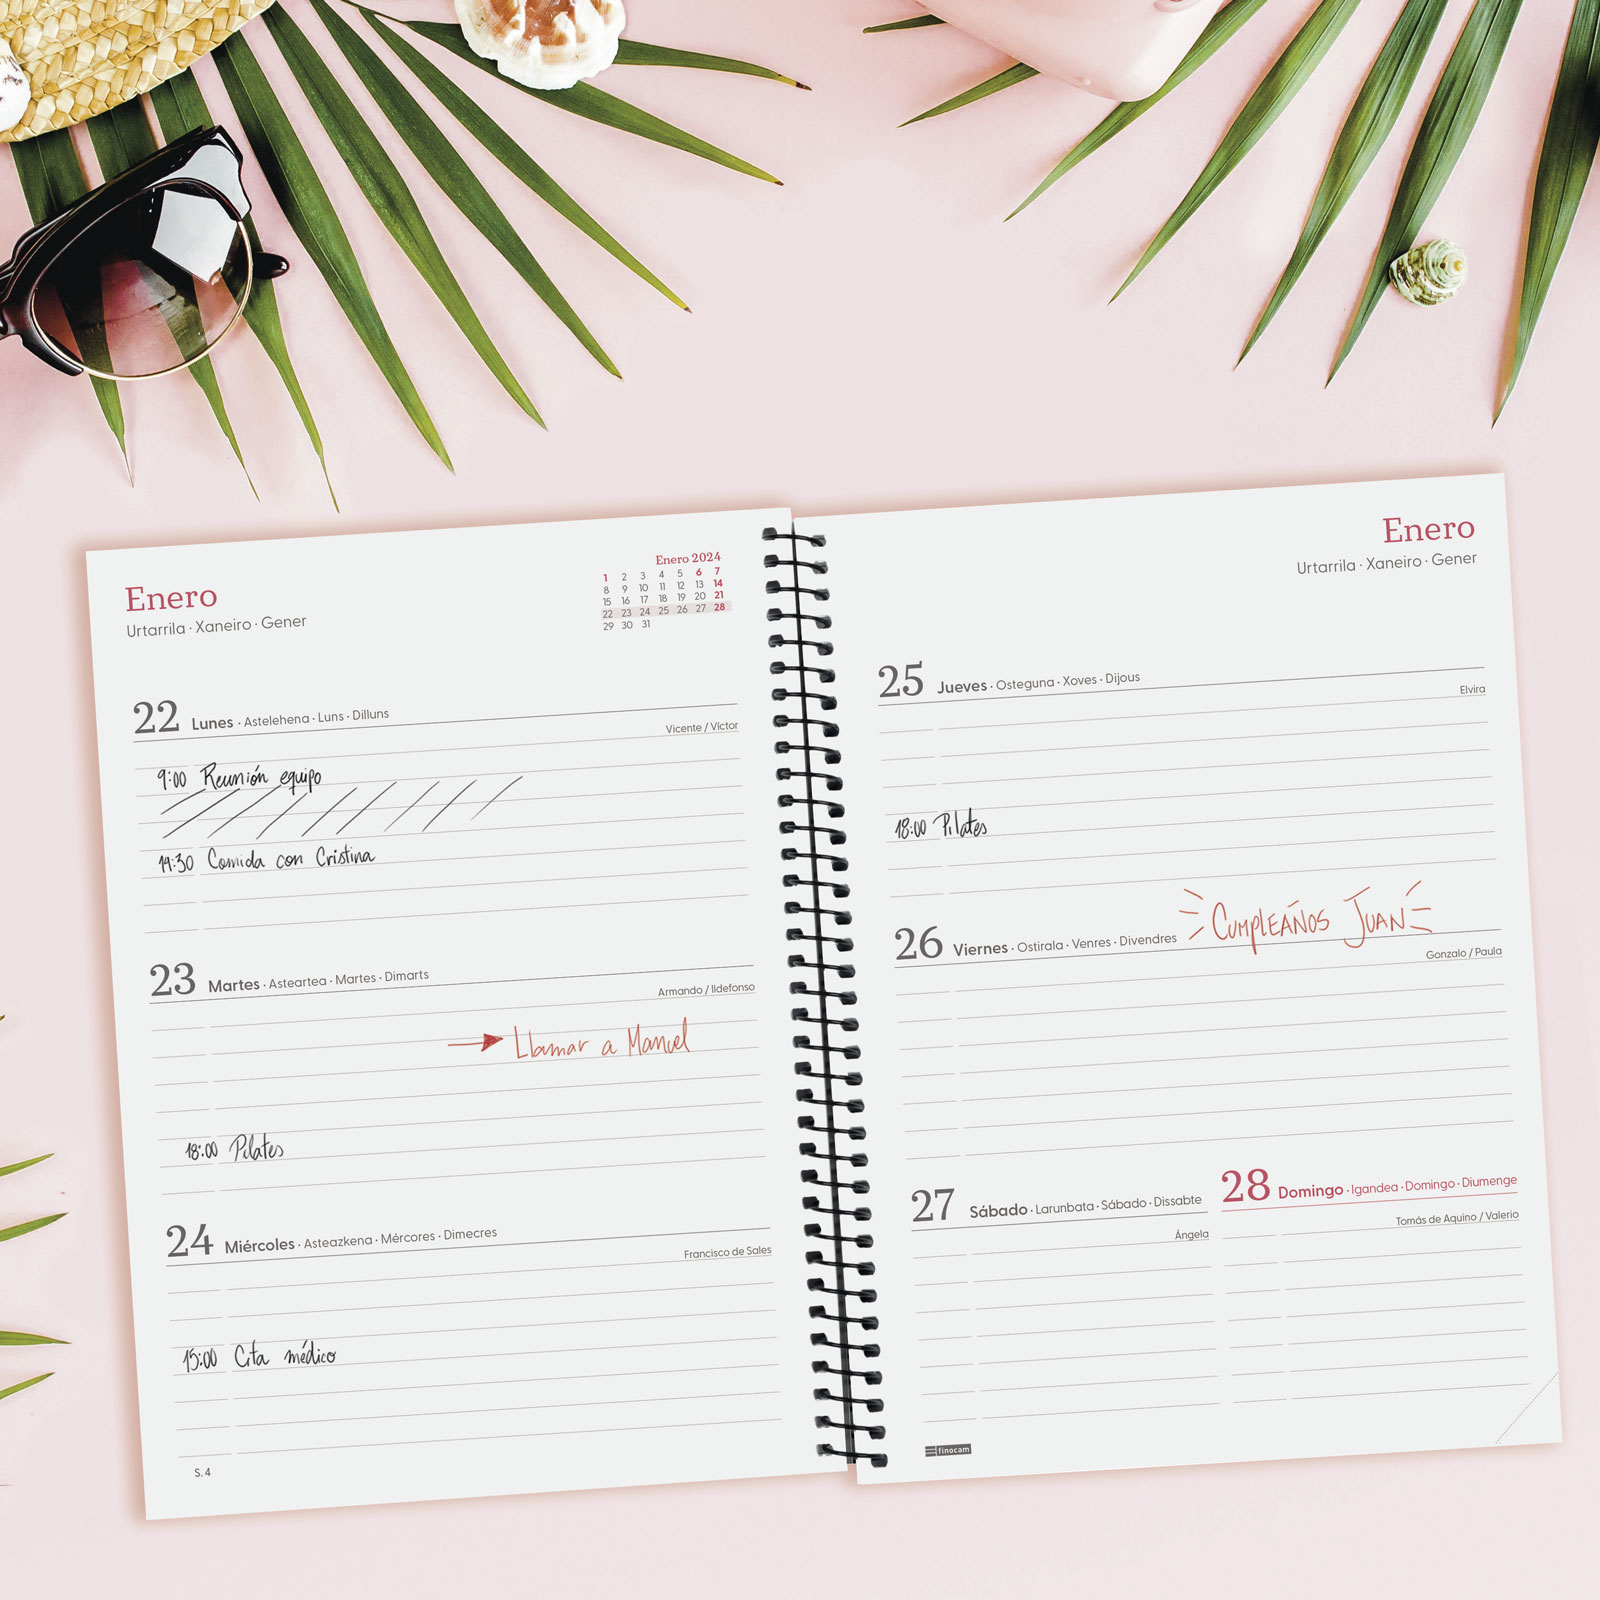 Enero
Urtarrila · Xaneiro · Gener
Enero 2024
1 2 3 4 5 6 7
8 9 10 11 12 13 14
15 16 17 18 19 20 21
22 23 24 25 26 27 28
29 30 31
22 Lunes · Astelehena · Luns · Dilluns
Vicente / Víctor
9:00 Reunión equipo
14:30 Comida con Cristina
23 Martes · Asteartea · Martes · Dimarts
Armando / Ildefonso
Llamar a Manuel
18:00 Pilates
24 Miércoles · Asteazkena · Mércores · Dimecres
Francisco de Sales
15:00 Cita médico
S. 4
Enero
Urtarrila · Xaneiro · Gener
25 Jueves · Osteguna · Xoves · Dijous
Elvira
18:00 Pilates
26 Viernes · Ostirala · Venres · Divendres
CUMPLEAÑOS JUAN
Gonzalo / Paula
27 Sábado · Larunbata · Sábado · Dissabte
Ángela
28 Domingo · Igandea · Domingo · Diumenge
Tomás de Aquino / Valerio
finocam